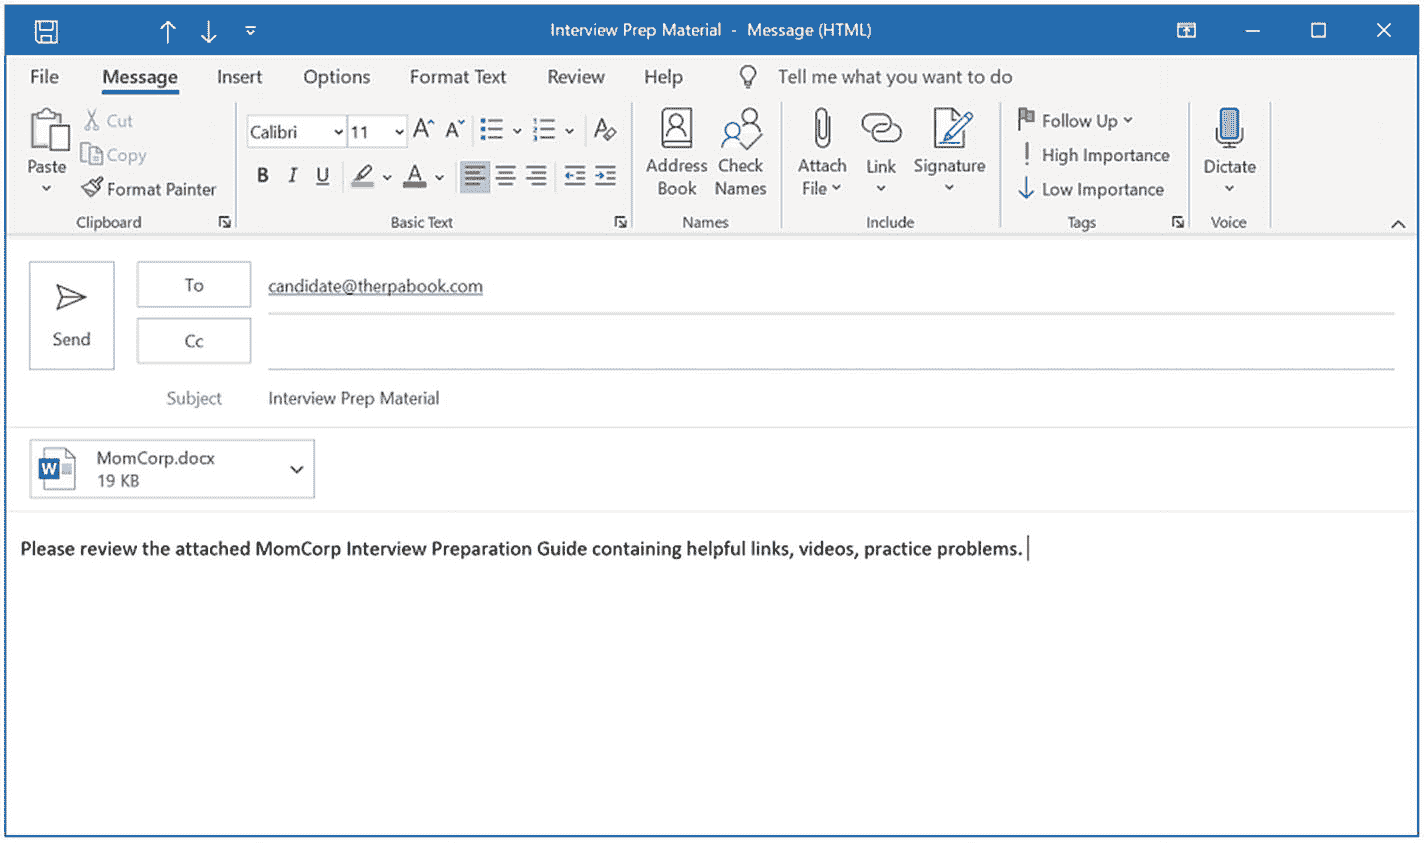 Interview Prep Material - Message (HTML)
File Message Insert Options Format Text Review Help Tell me what you want to do
Paste
Cut
Copy
Format Painter
Clipboard
Calibri 11
B I U A
Basic Text
Address Book
Check Names
Names
Attach File
Link
Signature
Include
Follow Up
High Importance
Low Importance
Tags
Dictate
Voice
Send
To candidate@therpabook.com
Cc
Subject Interview Prep Material
W
MomCorp.docx
19 KB
Please review the attached MomCorp Interview Preparation Guide containing helpful links, videos, practice problems.